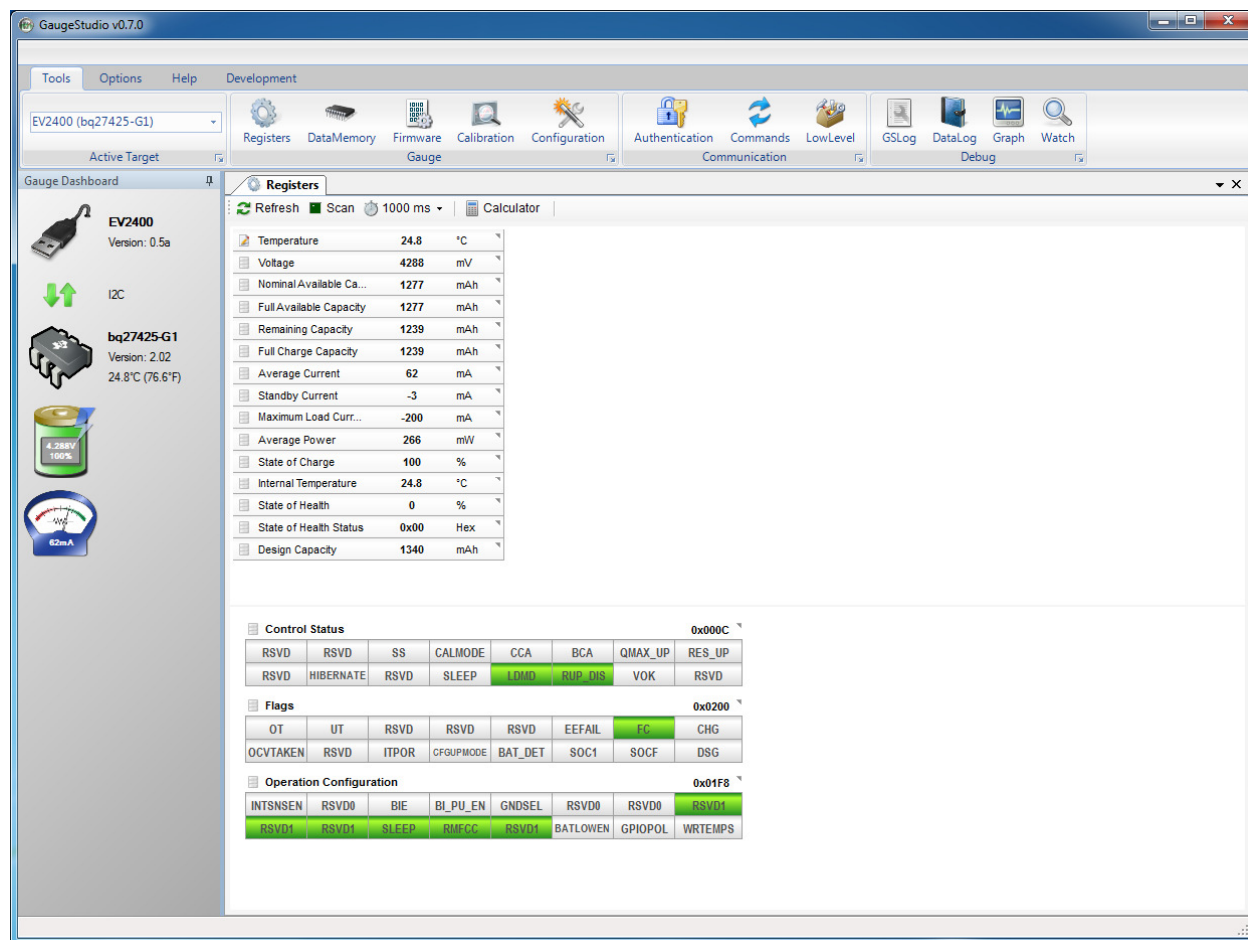 GaugeStudio v0.7.0
Tools Options Help Development
EV2400 (bq27425-G1)
Registers DataMemory Firmware Calibration Configuration Authentication Commands LowLevel GSLog DataLog Graph Watch
Active Target Gauge Communication Debug
Gauge Dashboard
EV2400
Version: 0.5a
I2C
bq27425-G1
Version: 2.02
24.8°C (76.6°F)
4.288V
100%
62mA
Registers
Refresh Scan 1000 ms Calculator
Temperature 24.8 °C
Voltage 4288 mV
Nominal Available Ca... 1277 mAh
Full Available Capacity 1277 mAh
Remaining Capacity 1239 mAh
Full Charge Capacity 1239 mAh
Average Current 62 mA
Standby Current -3 mA
Maximum Load Curr... -200 mA
Average Power 266 mW
State of Charge 100 %
Internal Temperature 24.8 °C
State of Health 0 %
State of Health Status 0x00 Hex
Design Capacity 1340 mAh
Control Status 0x000C
RSVD RSVD SS CALMODE CCA BCA QMAX_UP RES_UP
RSVD HIBERNATE RSVD SLEEP LDMD RUP_DIS VOK RSVD
Flags 0x0200
OT UT RSVD RSVD RSVD EEFAIL FC CHG
OCVTAKEN RSVD ITPOR CFGUPMODE BAT_DET SOC1 SOCF DSG
Operation Configuration 0x01F8
INTSNSEN RSVD0 BIE BI_PU_EN GNDSEL RSVD0 RSVD0 RSVD1
RSVD1 RSVD1 SLEEP RMFCC RSVD1 BATLOWEN GPIOPOL WRTEMPS